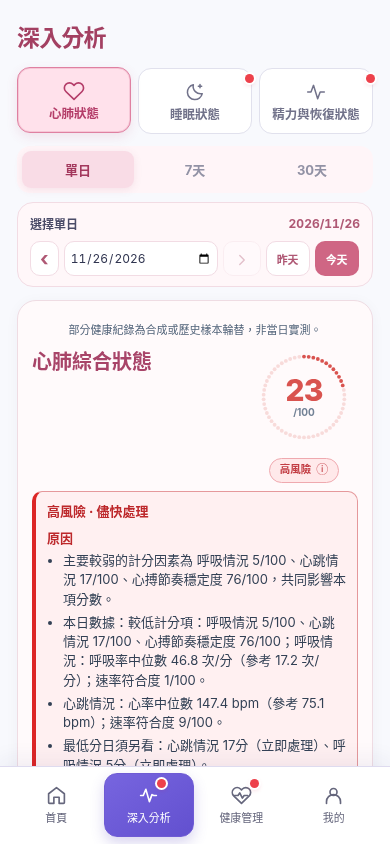 深入分析
心肺狀態
睡眠狀態
精力與恢復狀態
單日
7天
30天
選擇單日
2026/11/26
11/26/2026
昨天
今天
部分健康紀錄為合成或歷史樣本輪替，非當日實測。
心肺綜合狀態
23
/100
高風險 ⓘ
高風險 · 儘快處理
原因
• 主要較弱的計分因素為 呼吸情況 5/100、心跳情
況 17/100、心搏節奏穩定度 76/100，共同影響本
項分數。
• 本日數據：較低計分項：呼吸情況 5/100、心跳
情況 17/100、心搏節奏穩定度 76/100；呼吸情
況：呼吸率中位數 46.8 次/分（參考 17.2 次/
分）；速率符合度 1/100。
• 心跳情況：心率中位數 147.4 bpm（參考 75.1
bpm）；速率符合度 9/100。
• 最低分日須另看：心跳情況 17分（立即處理）、呼
吸情況 5分（立即處理）。
首頁
深入分析
健康管理
我的